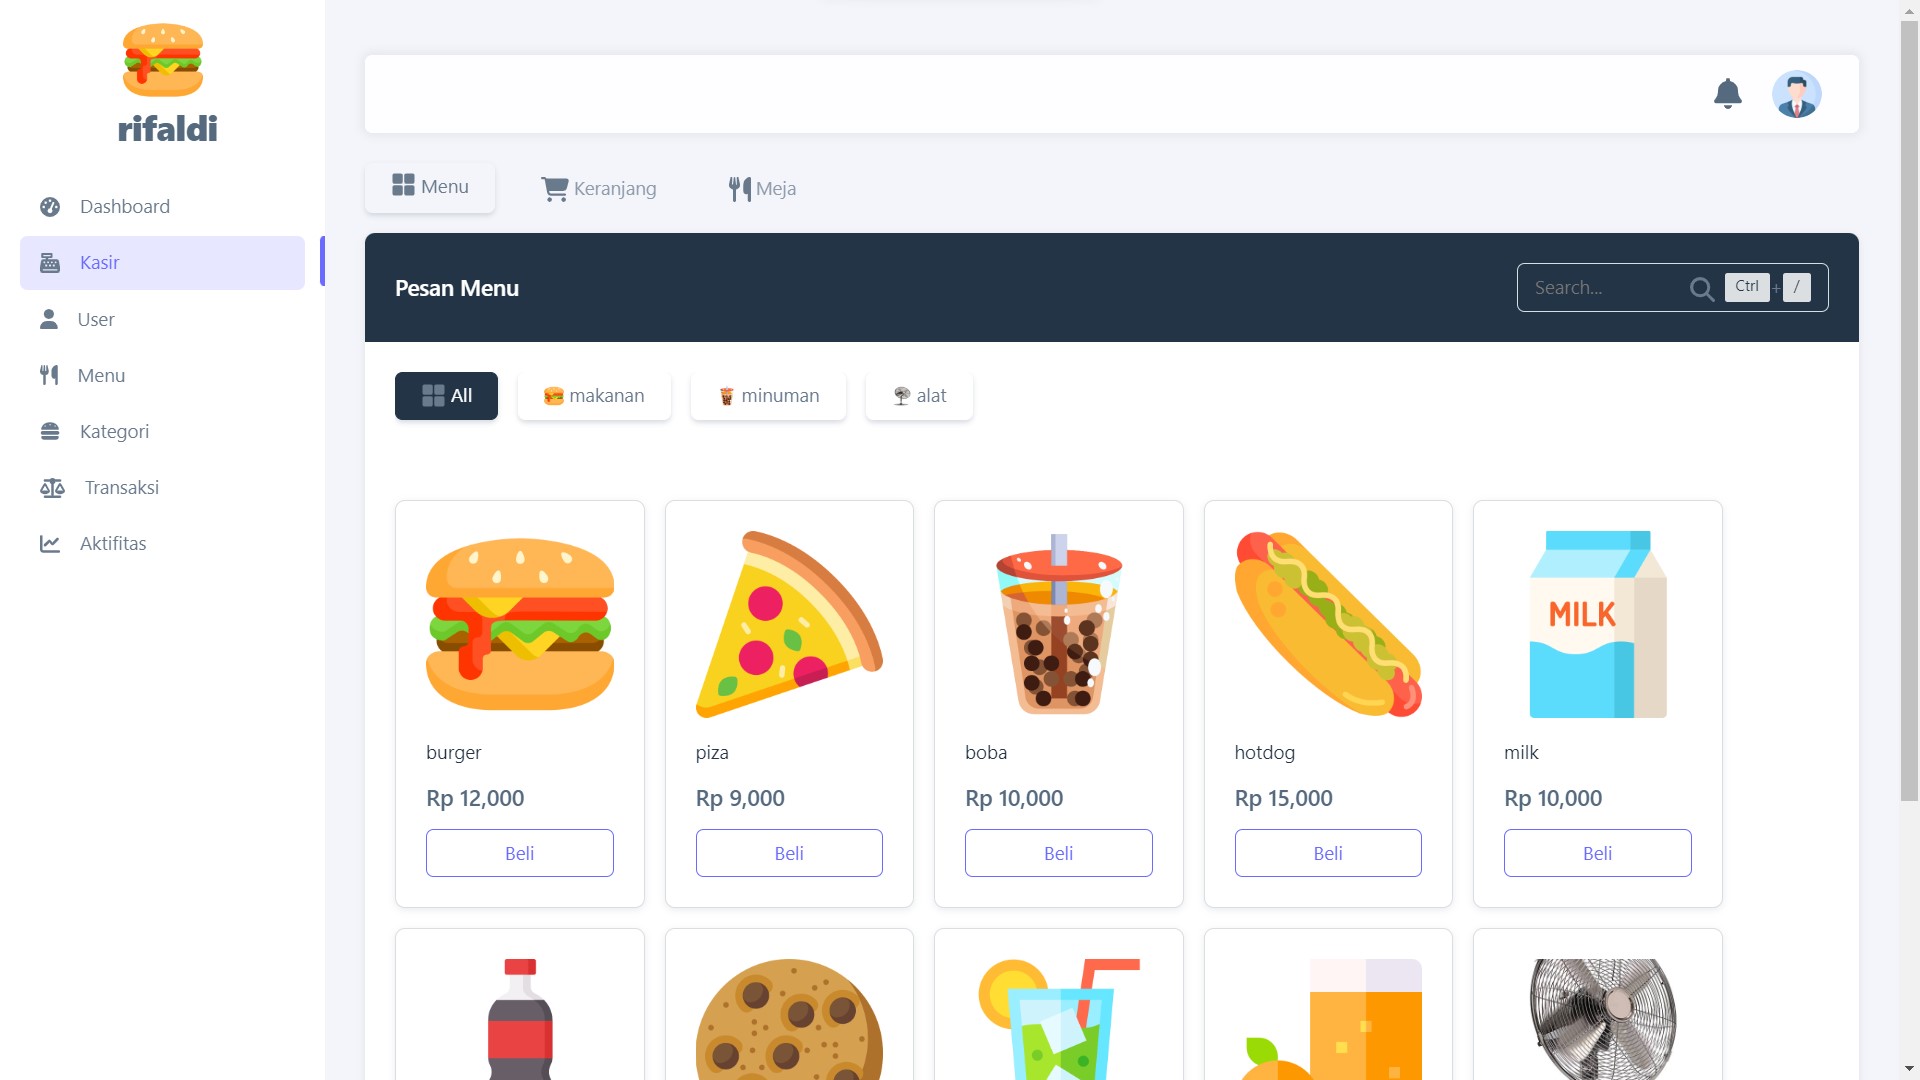 rifaldi
Dashboard
Kasir
User
Menu
Kategori
Transaksi
Aktifitas
Menu
Keranjang
Meja
Pesan Menu
Search...
Ctrl + /
All
makanan
minuman
alat
MILK
burger
piza
boba
hotdog
milk
Rp 12,000
Rp 9,000
Rp 10,000
Rp 15,000
Rp 10,000
Beli
Beli
Beli
Beli
Beli